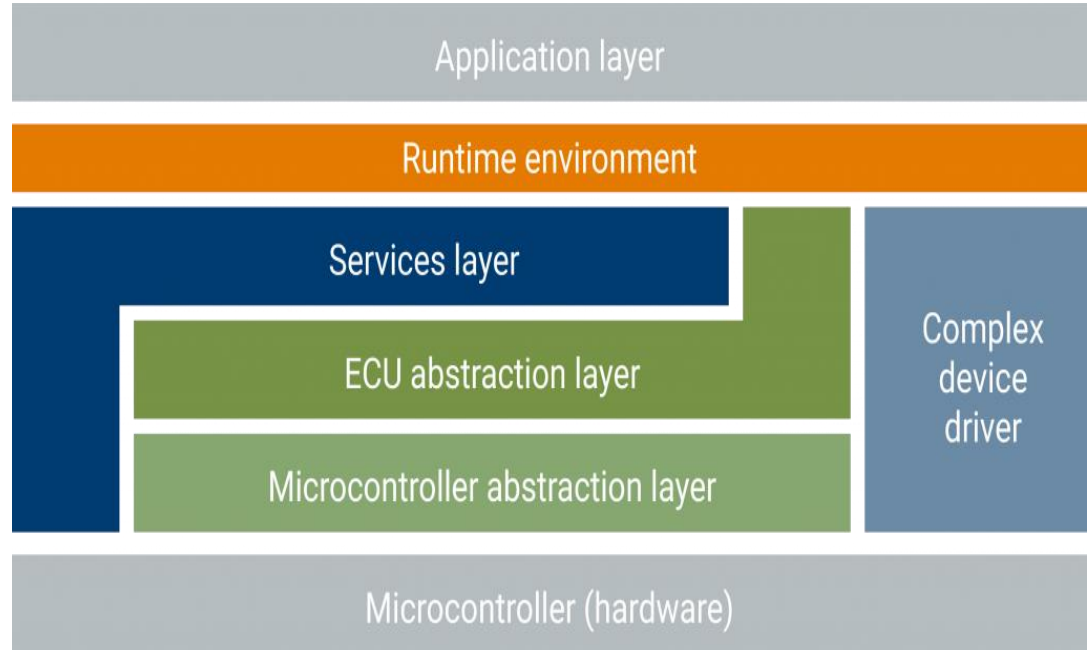 Application layer
Runtime environment
Services layer
ECU abstraction layer
Complex
device
driver
Microcontroller abstraction layer
Microcontroller (hardware)